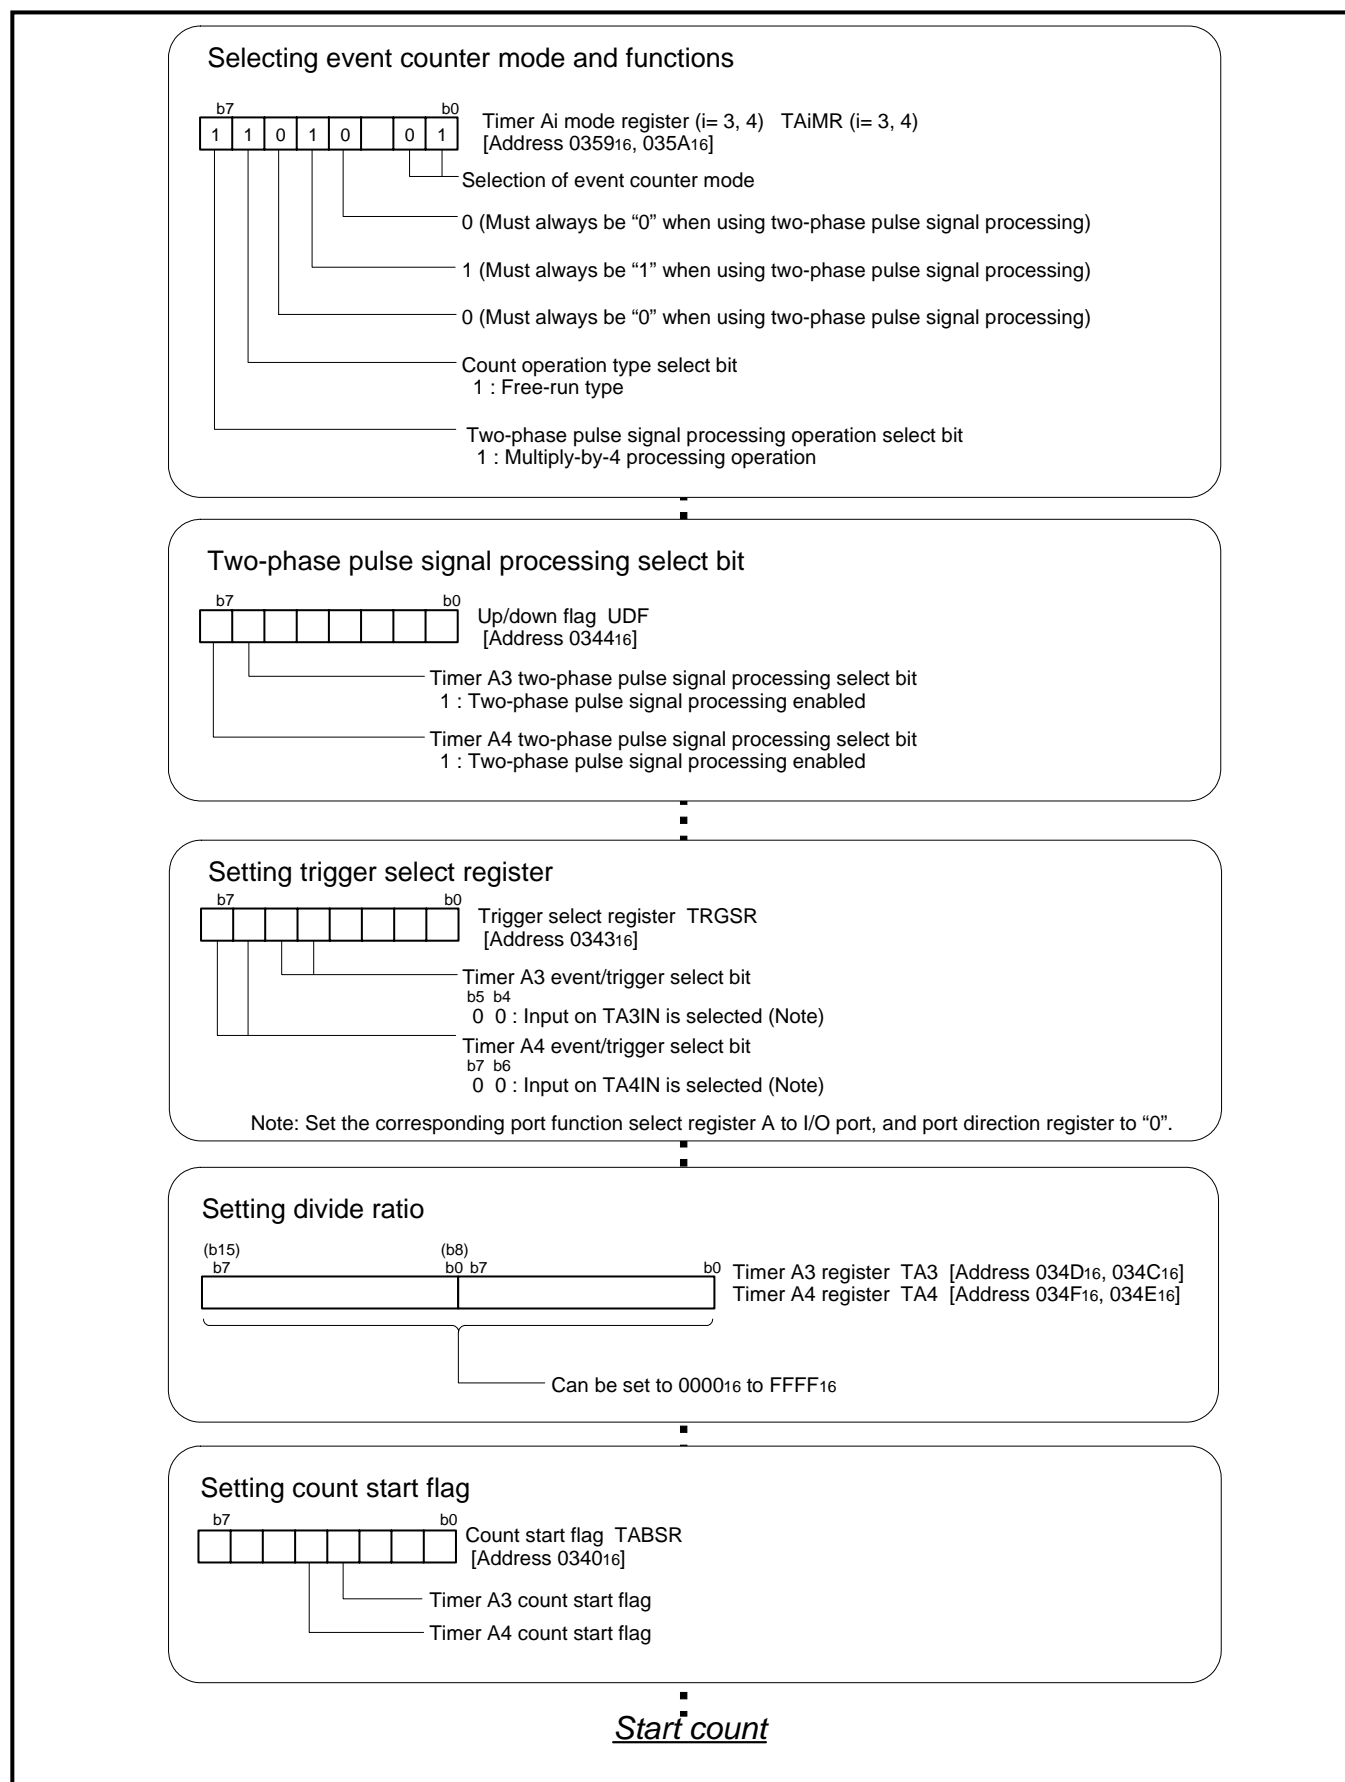 Selecting event counter mode and functions
b7 b0
1 1 0 1 0 0 1
Timer Ai mode register (i= 3, 4) TAiMR (i= 3, 4)
[Address 035916, 035A16]
Selection of event counter mode
0 (Must always be “0” when using two-phase pulse signal processing)
1 (Must always be “1” when using two-phase pulse signal processing)
0 (Must always be “0” when using two-phase pulse signal processing)
Count operation type select bit
1 : Free-run type
Two-phase pulse signal processing operation select bit
1 : Multiply-by-4 processing operation
Two-phase pulse signal processing select bit
b7 b0
Up/down flag UDF
[Address 034416]
Timer A3 two-phase pulse signal processing select bit
1 : Two-phase pulse signal processing enabled
Timer A4 two-phase pulse signal processing select bit
1 : Two-phase pulse signal processing enabled
Setting trigger select register
b7 b0
Trigger select register TRGSR
[Address 034316]
Timer A3 event/trigger select bit
b5 b4
0 0 : Input on TA3IN is selected (Note)
Timer A4 event/trigger select bit
b7 b6
0 0 : Input on TA4IN is selected (Note)
Note: Set the corresponding port function select register A to I/O port, and port direction register to “0”.
Setting divide ratio
(b15) (b8)
b7 b0 b7 b0
Timer A3 register TA3 [Address 034D16, 034C16]
Timer A4 register TA4 [Address 034F16, 034E16]
Can be set to 000016 to FFFF16
Setting count start flag
b7 b0
Count start flag TABSR
[Address 034016]
Timer A3 count start flag
Timer A4 count start flag
Start count